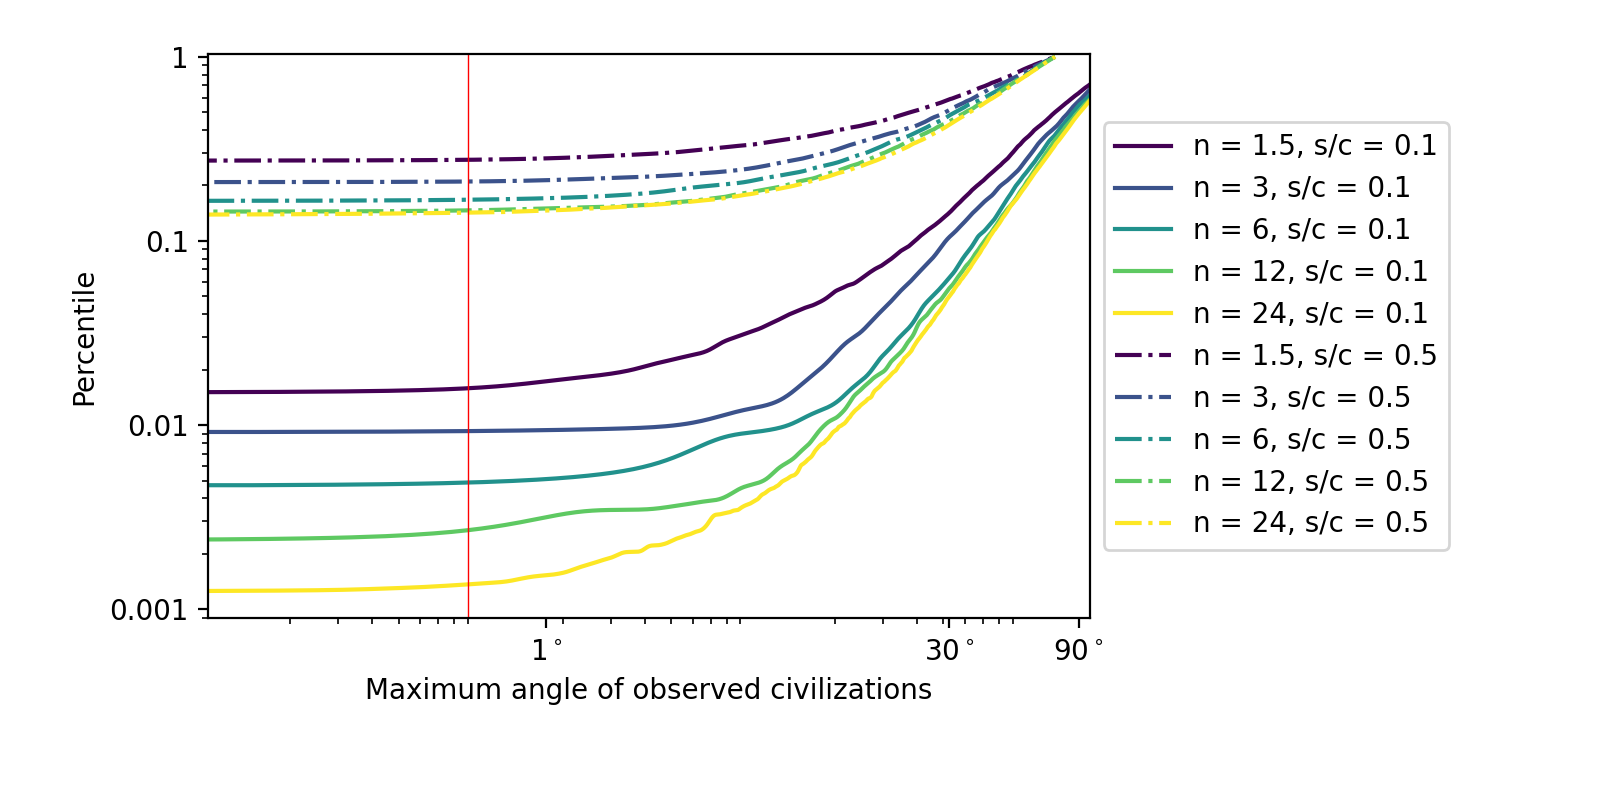 1
0.1
0.01
0.001
Percentile
1°
30°
90°
Maximum angle of observed civilizations
n = 1.5, s/c = 0.1
n = 3, s/c = 0.1
n = 6, s/c = 0.1
n = 12, s/c = 0.1
n = 24, s/c = 0.1
n = 1.5, s/c = 0.5
n = 3, s/c = 0.5
n = 6, s/c = 0.5
n = 12, s/c = 0.5
n = 24, s/c = 0.5